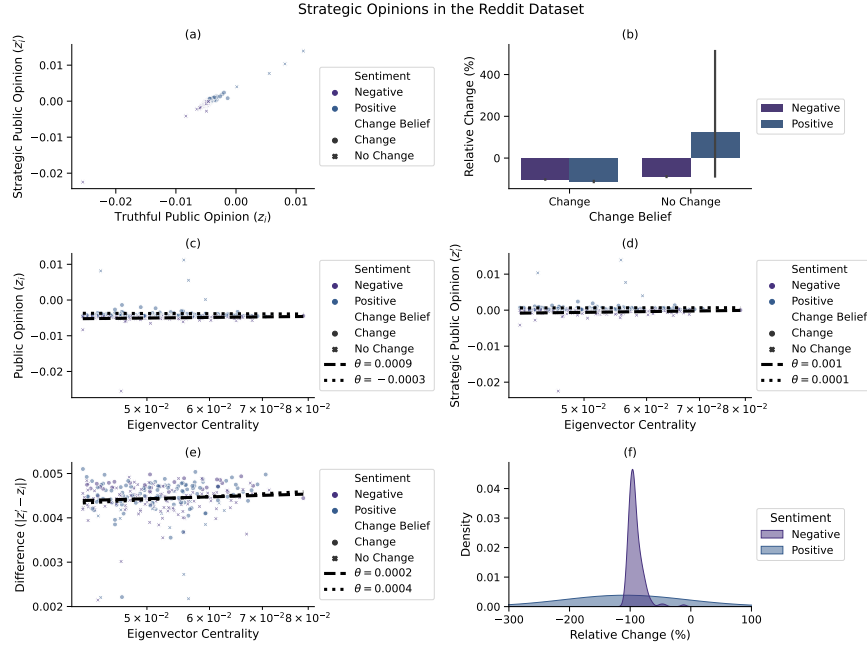 Strategic Opinions in the Reddit Dataset
(a)
Strategic Public Opinion (z′i)
0.01
0.00
−0.01
−0.02
−0.02
−0.01
0.00
0.01
Truthful Public Opinion (zi)
Sentiment
Negative
Positive
Change Belief
Change
No Change
(b)
Relative Change (%)
400
200
0
Change
No Change
Change Belief
Negative
Positive
(c)
Public Opinion (zi)
0.01
0.00
−0.01
−0.02
5 × 10−2
6 × 10−2
7 × 10−2
8 × 10−2
Eigenvector Centrality
Sentiment
Negative
Positive
Change Belief
Change
No Change
θ = 0.0009
θ = −0.0003
(d)
Strategic Public Opinion (z′i)
0.01
0.00
−0.01
−0.02
5 × 10−2
6 × 10−2
7 × 10−2
8 × 10−2
Eigenvector Centrality
Sentiment
Negative
Positive
Change Belief
Change
No Change
θ = 0.001
θ = 0.0001
(e)
Difference (|z′i − zi|)
0.005
0.004
0.003
0.002
5 × 10−2
6 × 10−2
7 × 10−2
8 × 10−2
Eigenvector Centrality
Sentiment
Negative
Positive
Change Belief
Change
No Change
θ = 0.0002
θ = 0.0004
(f)
Density
0.04
0.03
0.02
0.01
0.00
−300
−200
−100
0
100
Relative Change (%)
Sentiment
Negative
Positive